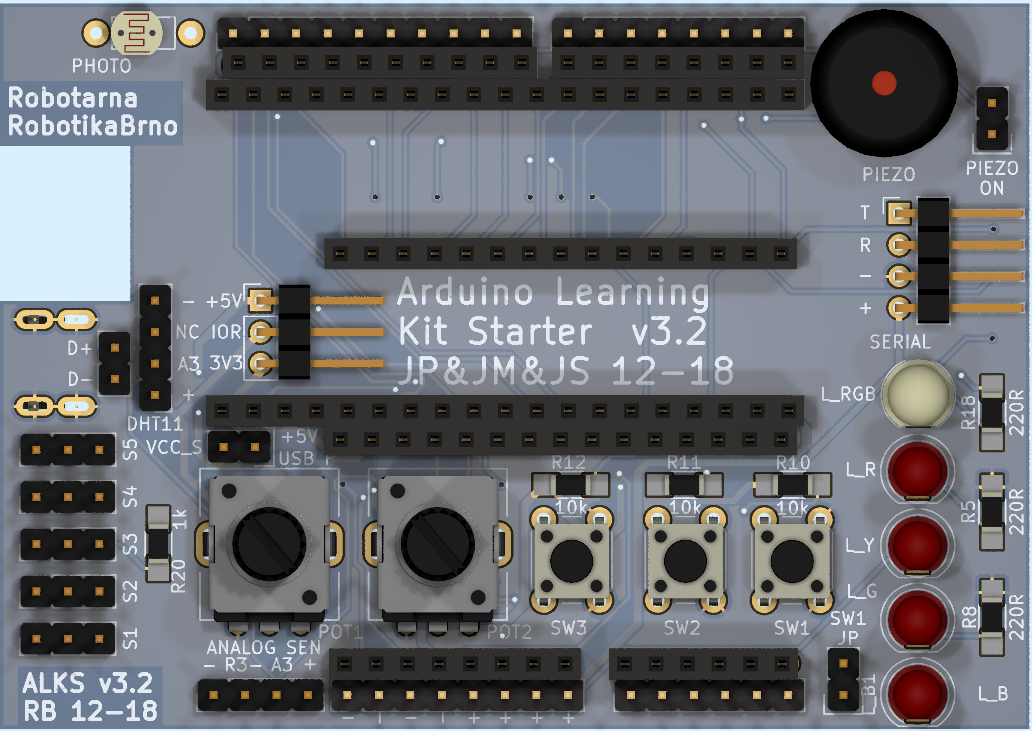 PHOTO
Robotarna
RobotikaBrno
PIEZO
PIEZO
ON
T
R
-
+
SERIAL
- +5V
NC IOR
A3 3V3
+
DHT11
Arduino Learning
Kit Starter v3.2
JP&JM&JS 12-18
D+
D-
VCC_S
+5V
USB
L_RGB
R18
220R
L_R
R5
220R
L_Y
L_G
R8
220R
L_B
R12
10k
R11
10k
R10
10k
S5
S4
S3
S2
S1
1k
R20
POT1
POT2
SW3
SW2
SW1
SW1
JP
ANALOG SEN
- R3- A3 +
ALKS v3.2
RB 12-18
- + + + +